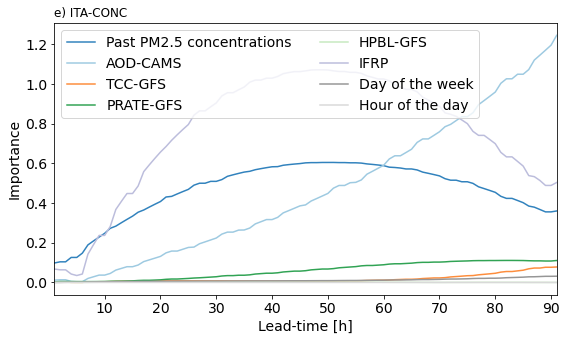 e) ITA-CONC
Past PM2.5 concentrations
AOD-CAMS
TCC-GFS
PRATE-GFS
HPBL-GFS
IFRP
Day of the week
Hour of the day
Importance
1.2
1.0
0.8
0.6
0.4
0.2
0.0
10 20 30 40 50 60 70 80 90
Lead-time [h]